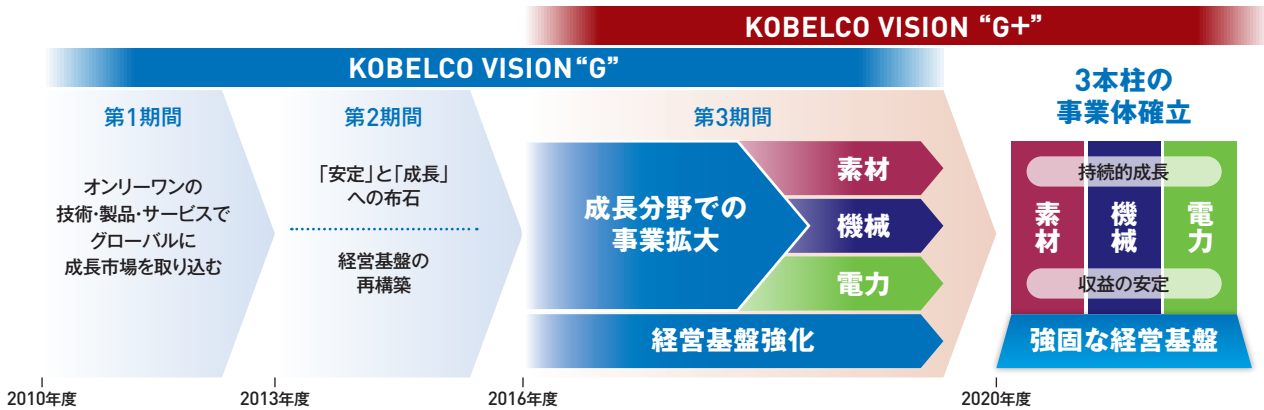 KOBELCO VISION “G+”
KOBELCO VISION“G”
第1期間
オンリーワンの
技術・製品・サービスで
グローバルに
成長市場を取り込む
第2期間
「安定」と「成長」
への布石
経営基盤の
再構築
第3期間
成長分野での
事業拡大
素材
機械
電力
経営基盤強化
3本柱の
事業体確立
持続的成長
素材
機械
電力
収益の安定
強固な経営基盤
2010年度
2013年度
2016年度
2020年度